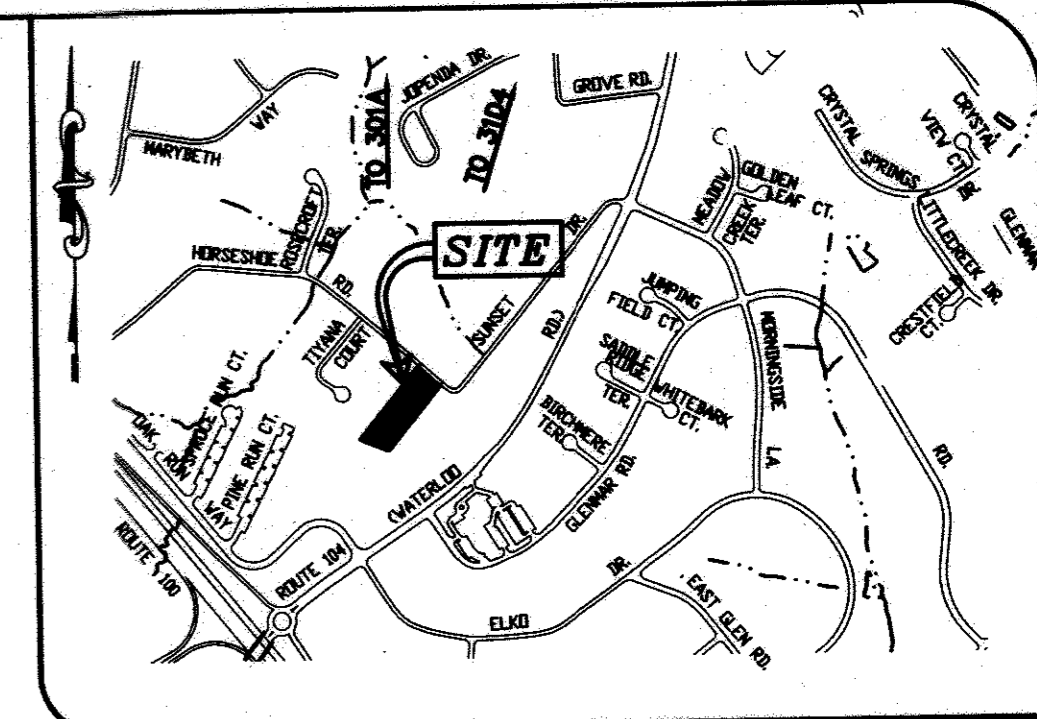 GROVE RD.
JOPENDA DR.
TO 301A
TO 31D4
WAY
MARYBETH
CRYSTAL SPRINGS DR.
CRYSTAL
VIEW CT.
GOLDEN
LEAF CT.
MEADOW
CREEK
TER.
LITTLECREEK DR.
GLENMAR
CRESTFIELD
CT.
ROSECROFT
TER.
HORSESHOE
RD.
SITE
SUNSET
DR.
TIYANA
COURT
RD.)
JUMPING
FIELD CT.
SADDLE
RIDGE
TER.
WHITEBARK
CT.
MORNINGSIDE
LA.
BIRCHMERE
TER.
GLENMAR RD.
RD.
OAK
RUN
WAY
SPRUCE RUN CT.
PINE RUN CT.
(WATERLOO
ROUTE 100
ROUTE 104
ELKO
DR.
EAST GLEN RD.